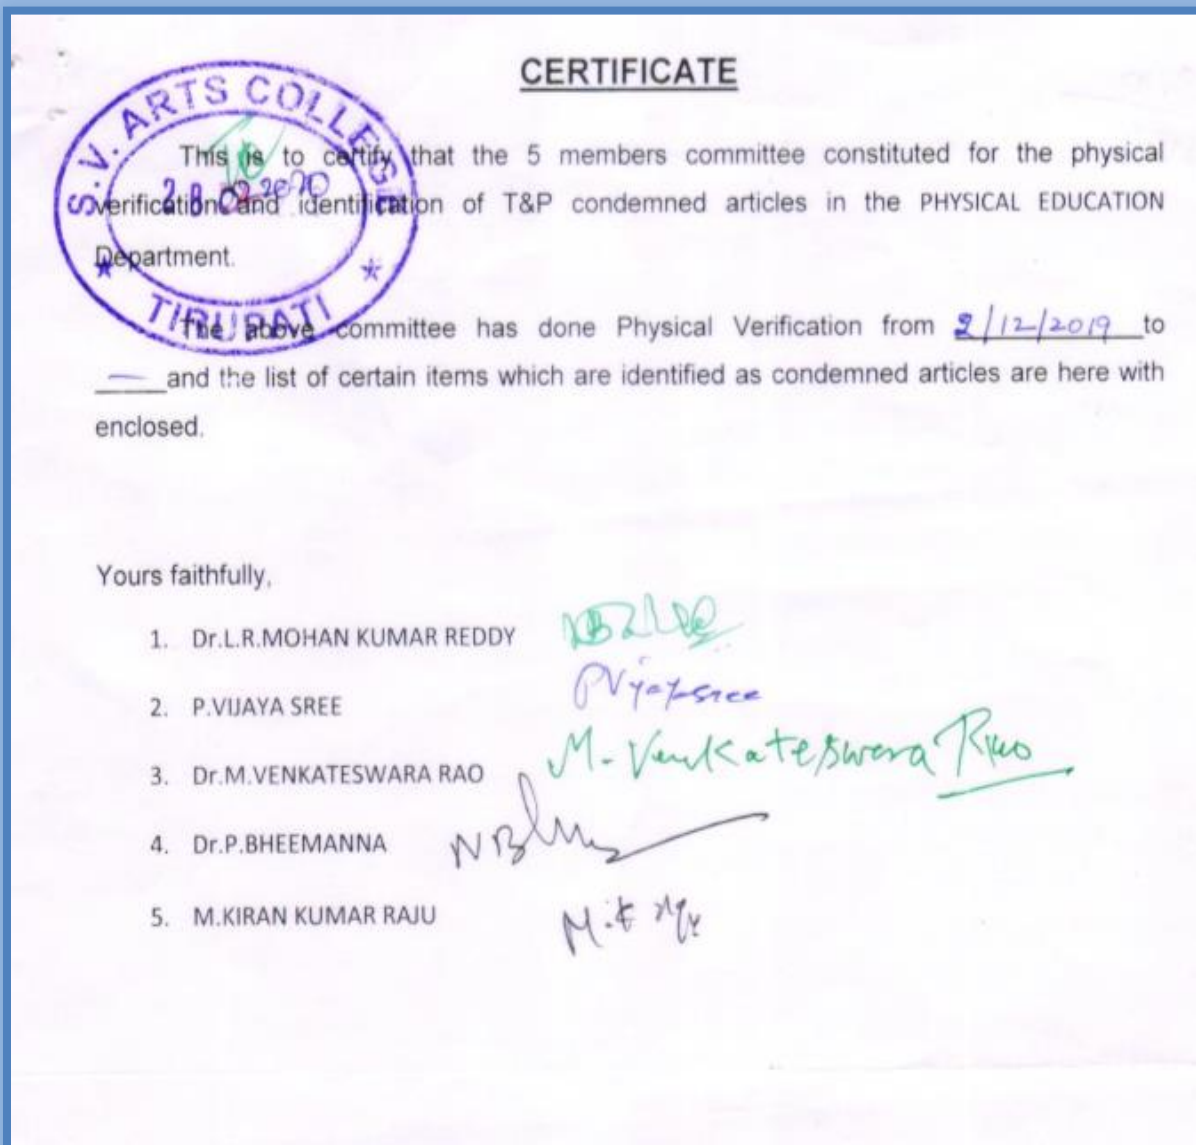 CERTIFICATE
S. V. ARTS COLLEGE
28 02 2020
★ TIRUPATI ★
This is to certify that the 5 members committee constituted for the physical
verification and identification of T&P condemned articles in the PHYSICAL EDUCATION
Department.
The above committee has done Physical Verification from 2/12/2019 to
— and the list of certain items which are identified as condemned articles are here with
enclosed.
Yours faithfully,
1. Dr.L.R.MOHAN KUMAR REDDY
2. P.VIJAYA SREE PVijayasree
3. Dr.M.VENKATESWARA RAO M. Venkateswara Rao
4. Dr.P.BHEEMANNA
5. M.KIRAN KUMAR RAJU